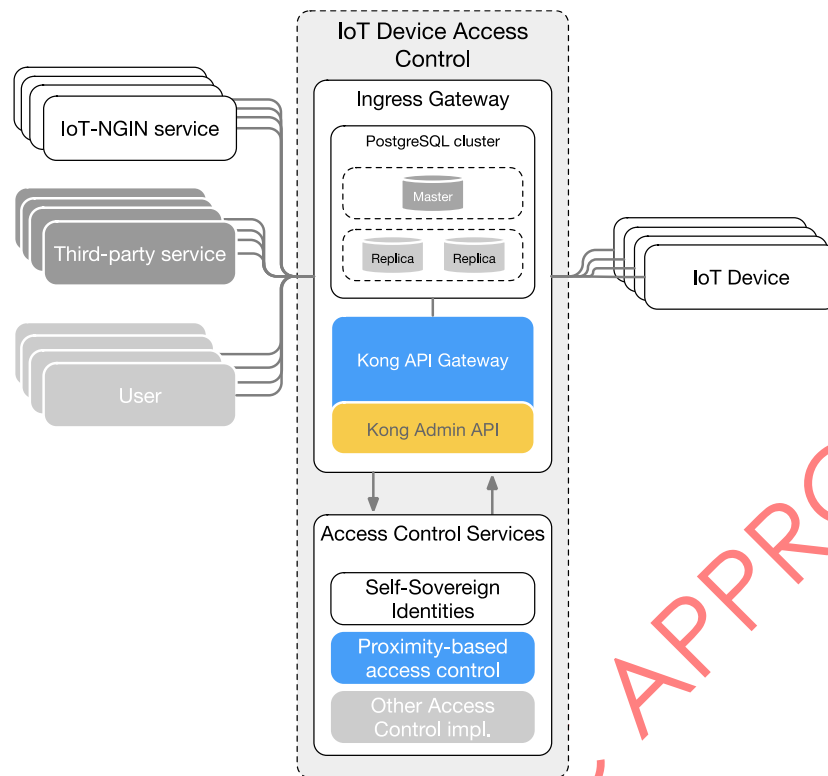 IoT Device Access
Control
Ingress Gateway
PostgreSQL cluster
Master
Replica
Replica
Kong API Gateway
Kong Admin API
IoT-NGIN service
Third-party service
User
IoT Device
Access Control Services
Self-Sovereign
Identities
Proximity-based
access control
Other Access
Control impl.